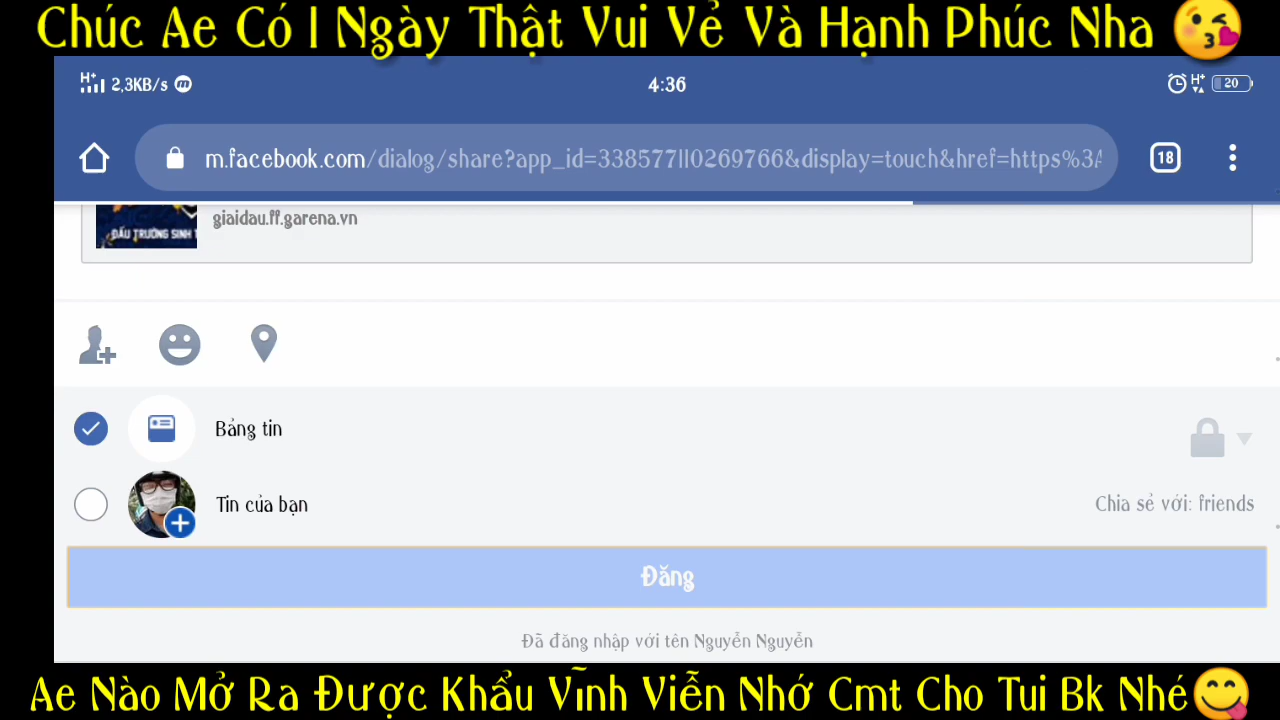 Chúc Ae Có 1 Ngày Thật Vui Vẻ Và Hạnh Phúc Nha 😘
H+ 2,3KB/s m 4:36 H+ 20
m.facebook.com/dialog/share?app_id=338577110269766&display=touch&href=https%3A 18
ĐẤU TRƯỜNG SINH T
giaidau.ff.garena.vn
Bảng tin
Tin của bạn Chia sẻ với: friends
Đăng
Đã đăng nhập với tên Nguyễn Nguyễn
Ae Nào Mở Ra Được Khẩu Vĩnh Viễn Nhớ Cmt Cho Tui Bk Nhé😋